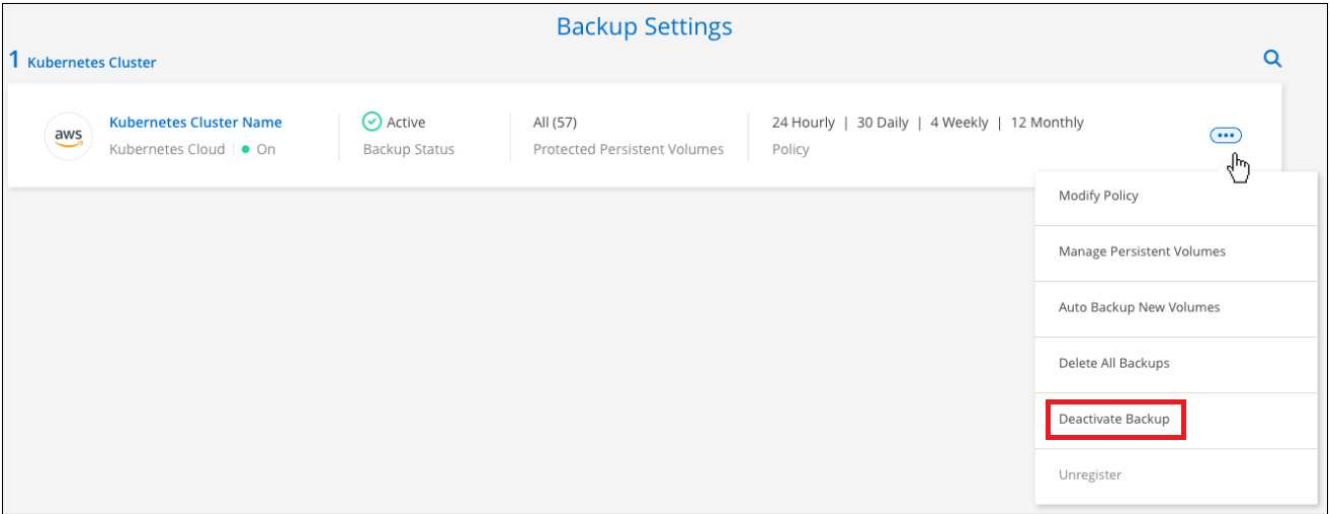 Backup Settings
1 Kubernetes Cluster
aws
Kubernetes Cluster Name
Kubernetes Cloud
On
Active
Backup Status
All (57)
Protected Persistent Volumes
24 Hourly | 30 Daily | 4 Weekly | 12 Monthly
Policy
Modify Policy
Manage Persistent Volumes
Auto Backup New Volumes
Delete All Backups
Deactivate Backup
Unregister